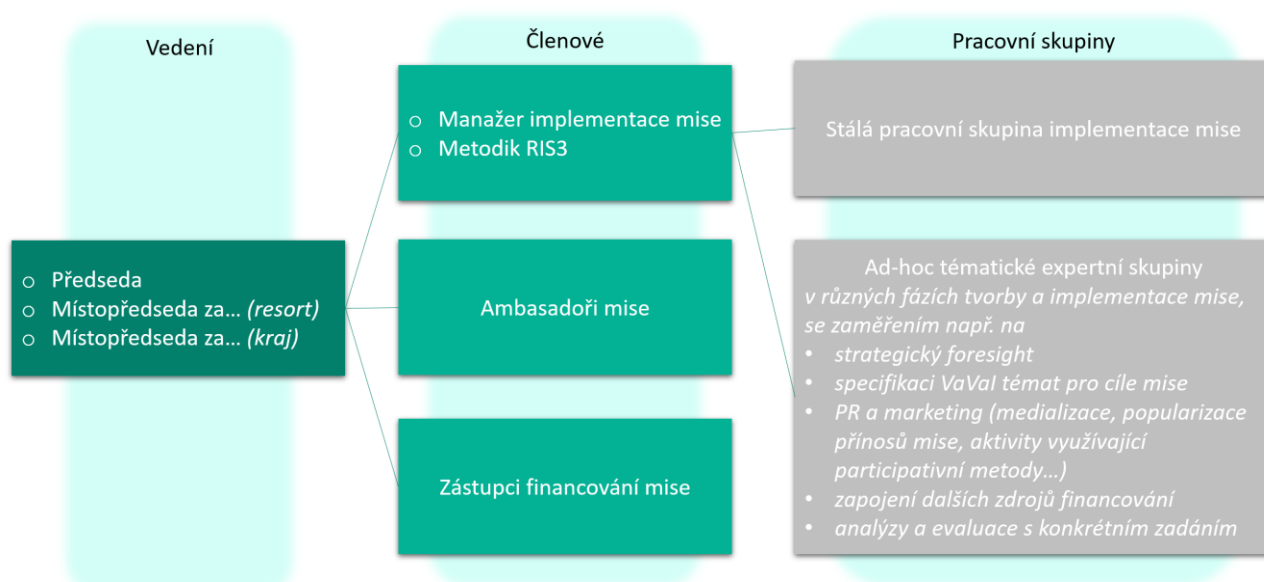 Vedení
Členové
Pracovní skupiny
o Předseda
o Místopředseda za... (resort)
o Místopředseda za... (kraj)
o Manažer implementace mise
o Metodik RIS3
Ambasadoři mise
Zástupci financování mise
Stálá pracovní skupina implementace mise
Ad-hoc tématické expertní skupiny
v různých fázích tvorby a implementace mise,
se zaměřením např. na
• strategický foresight
• specifikaci VaVaI témat pro cíle mise
• PR a marketing (medializace, popularizace
přínosů mise, aktivity využívající
participativní metody...)
• zapojení dalších zdrojů financování
• analýzy a evaluace s konkrétním zadáním